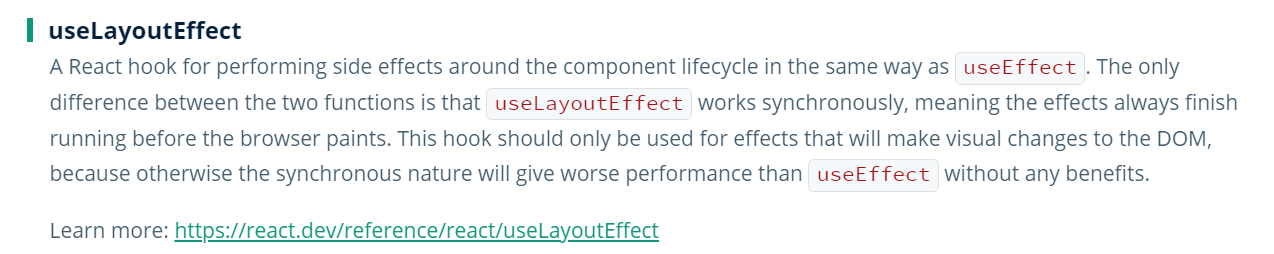 useLayoutEffect
A React hook for performing side effects around the component lifecycle in the same way as useEffect. The only
difference between the two functions is that useLayoutEffect works synchronously, meaning the effects always finish
running before the browser paints. This hook should only be used for effects that will make visual changes to the DOM,
because otherwise the synchronous nature will give worse performance than useEffect without any benefits.
Learn more: https://react.dev/reference/react/useLayoutEffect